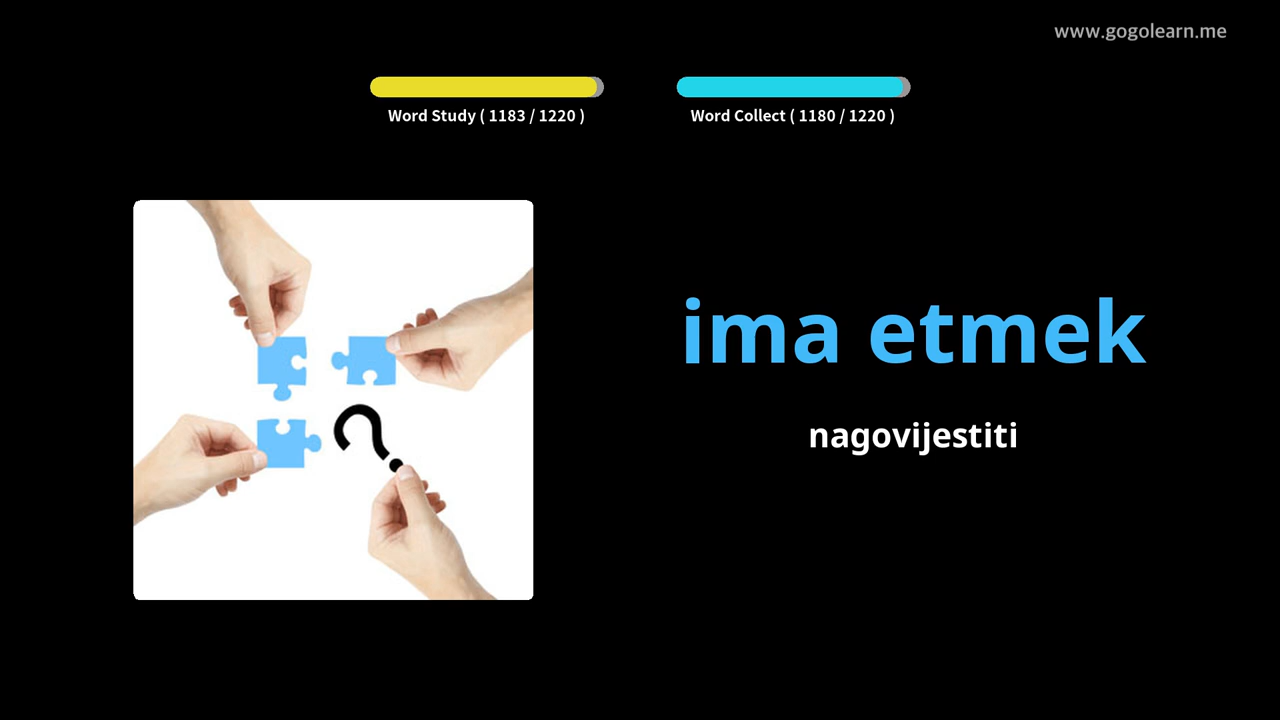 www.gogolearn.me
Word Study ( 1183 / 1220 )
Word Collect ( 1180 / 1220 )
?
ima etmek
nagovijestiti